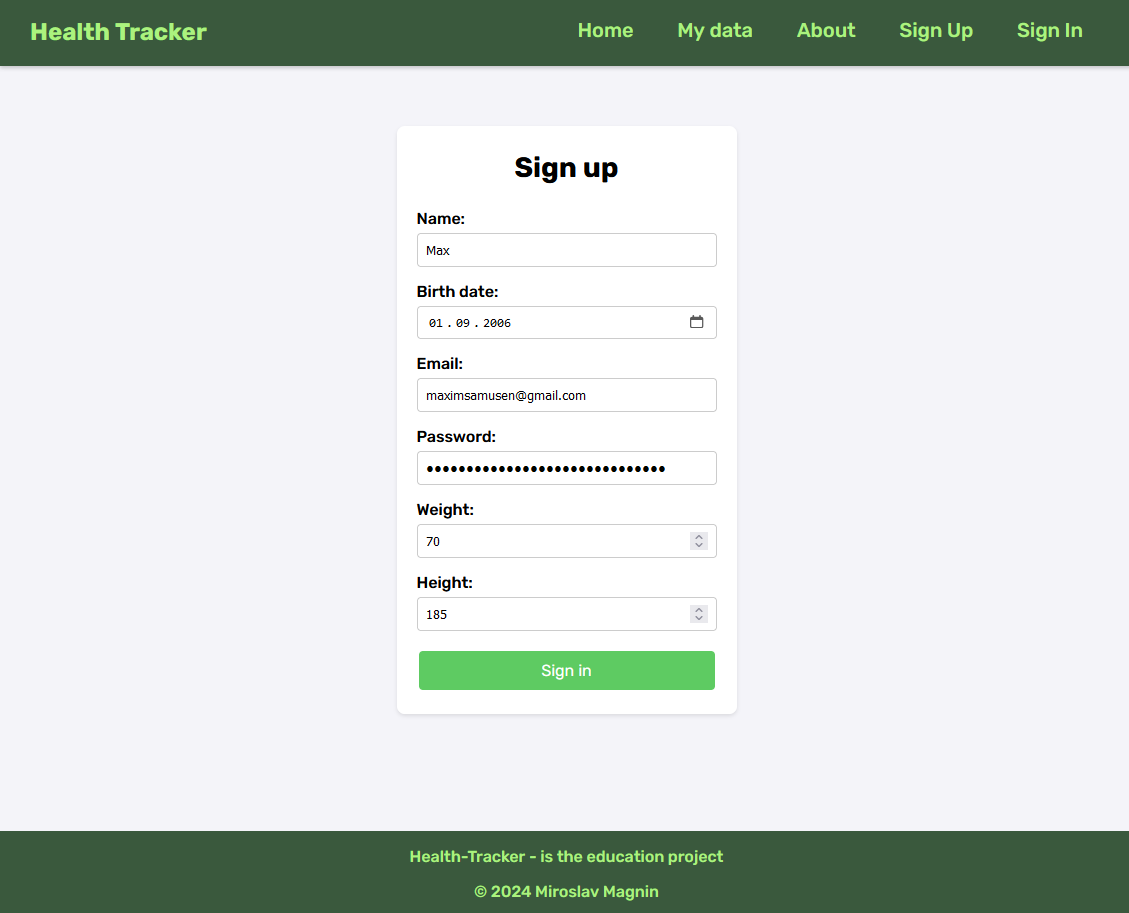 Health Tracker
Home My data About Sign Up Sign In
Sign up
Name:
Max
Birth date:
01 . 09 . 2006
Email:
maximsamusen@gmail.com
Password:
••••••••••••••••••••••••••••••
Weight:
70
Height:
185
Sign in
Health-Tracker - is the education project
© 2024 Miroslav Magnin